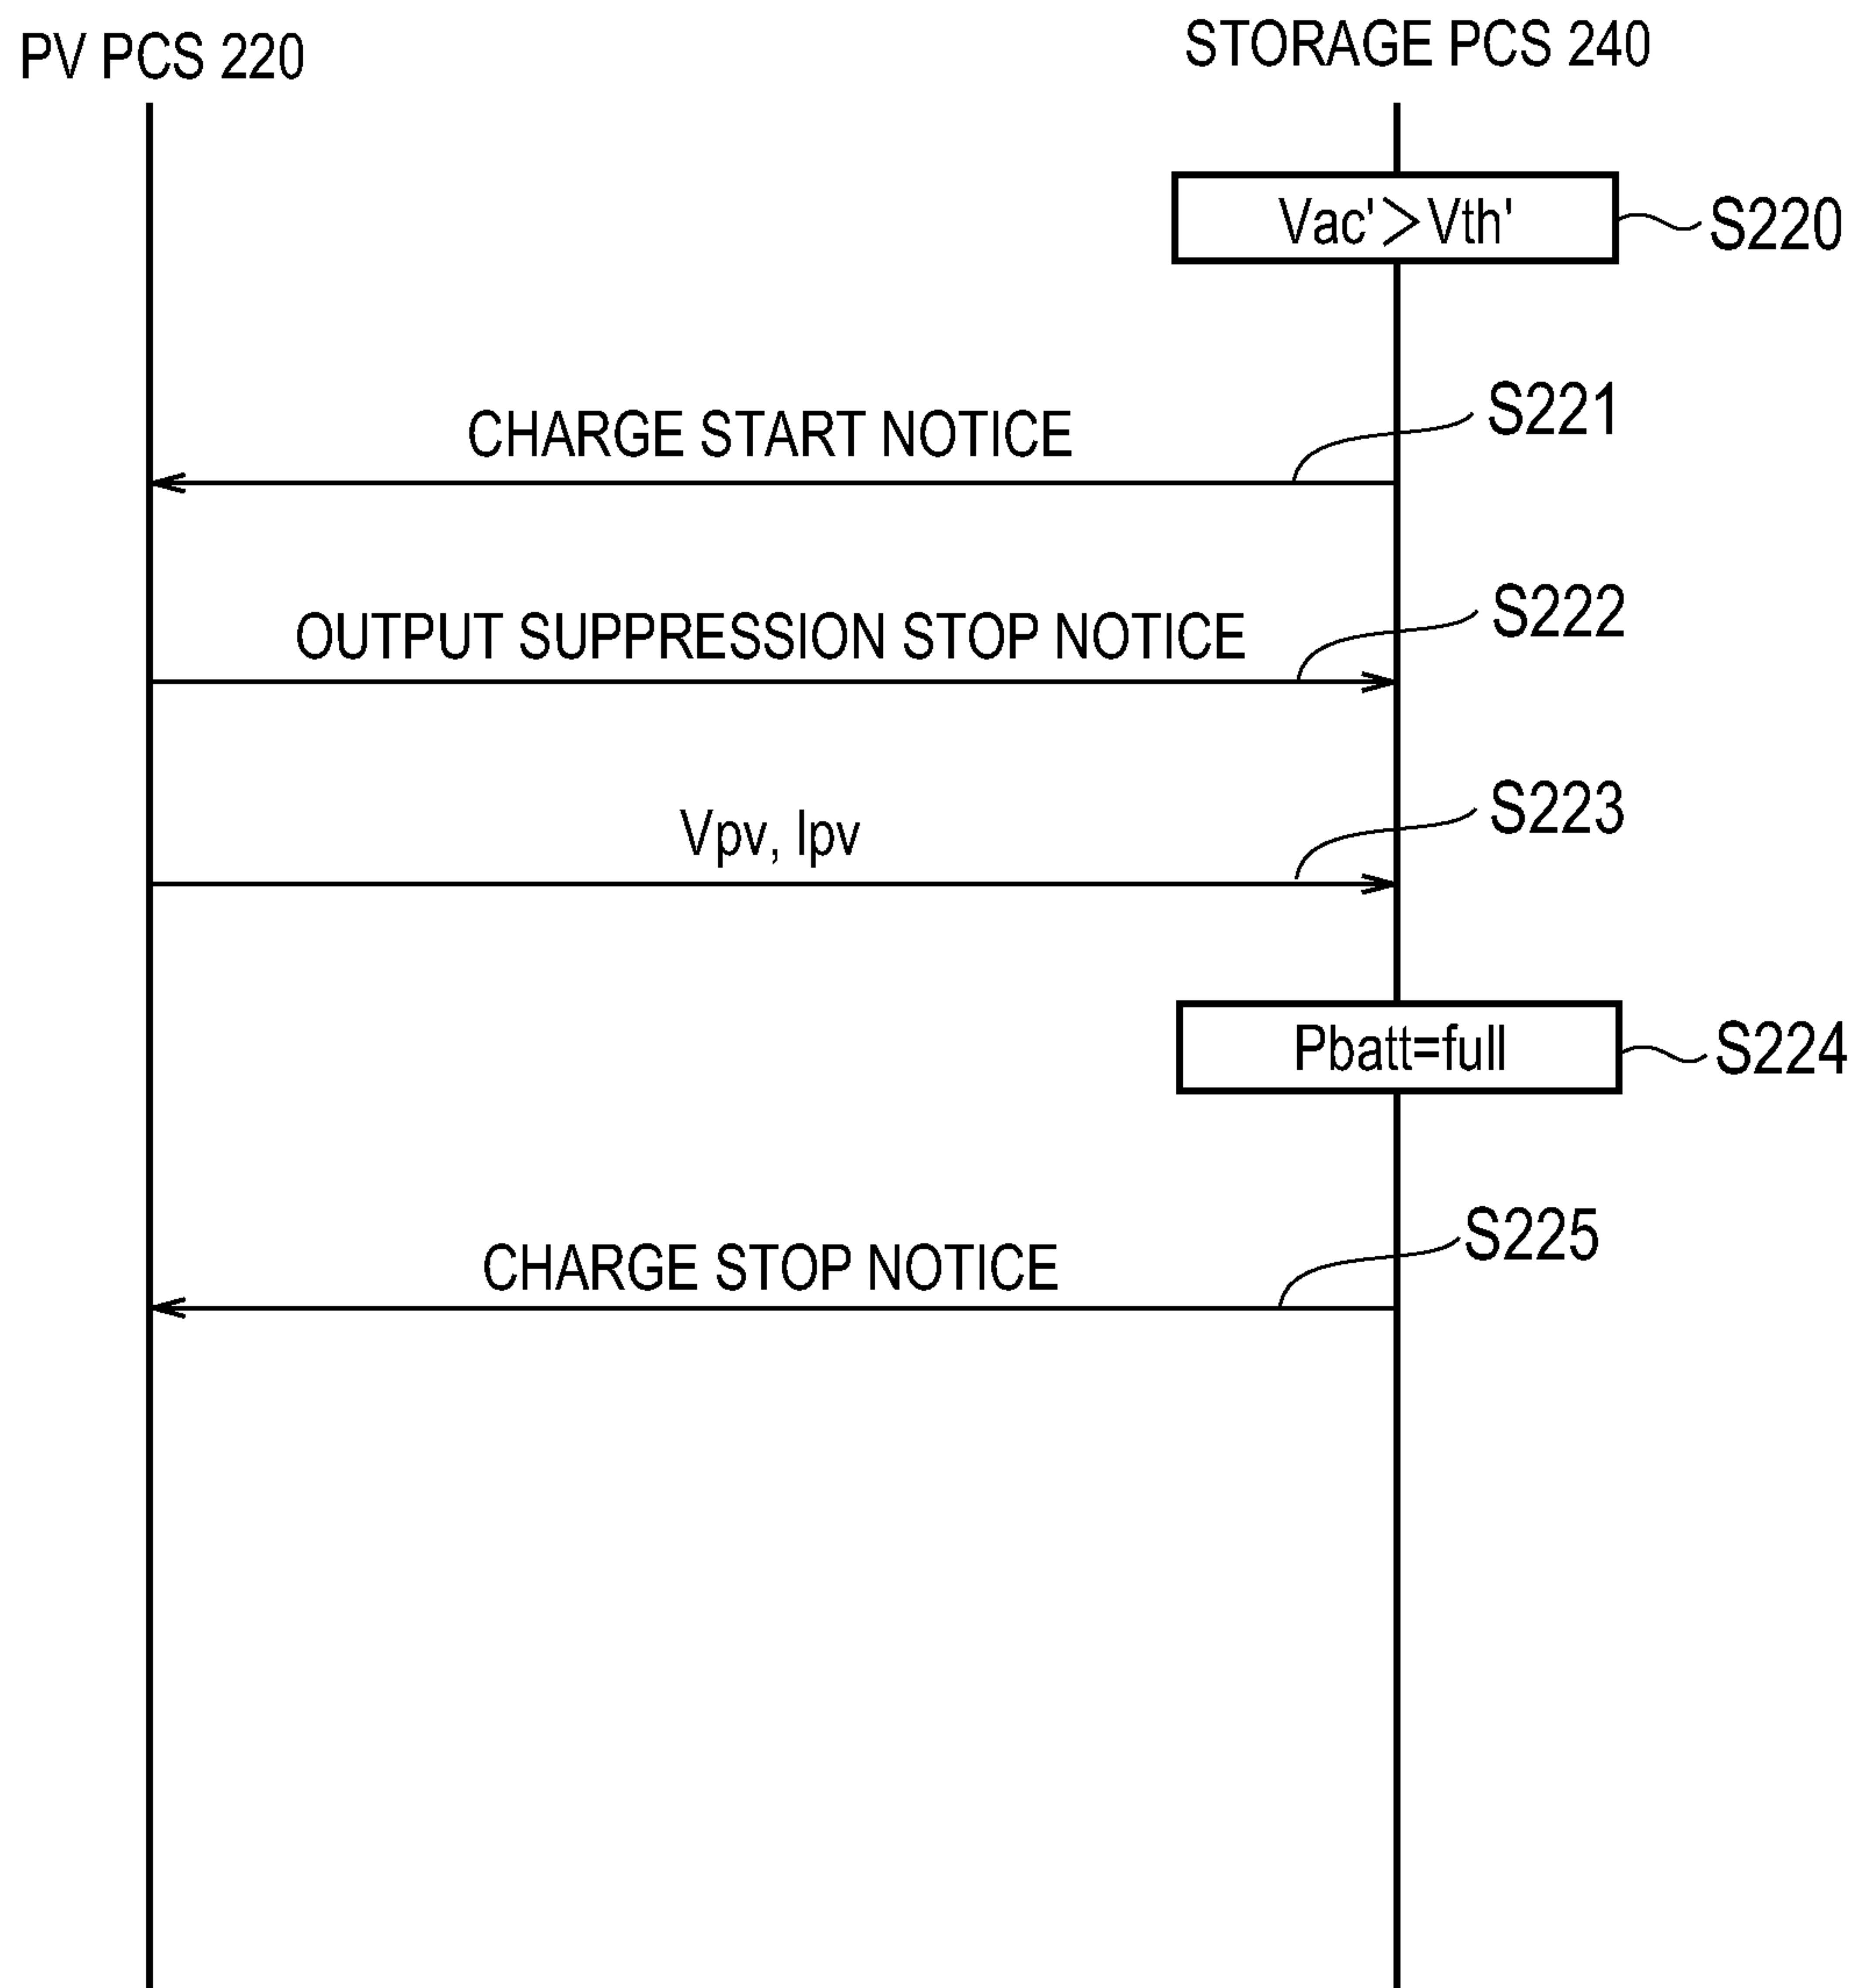 PV PCS 220
STORAGE PCS 240
Vac'>Vth'
S220
S221
CHARGE START NOTICE
S222
OUTPUT SUPPRESSION STOP NOTICE
S223
Vpv, Ipv
Pbatt=full
S224
S225
CHARGE STOP NOTICE